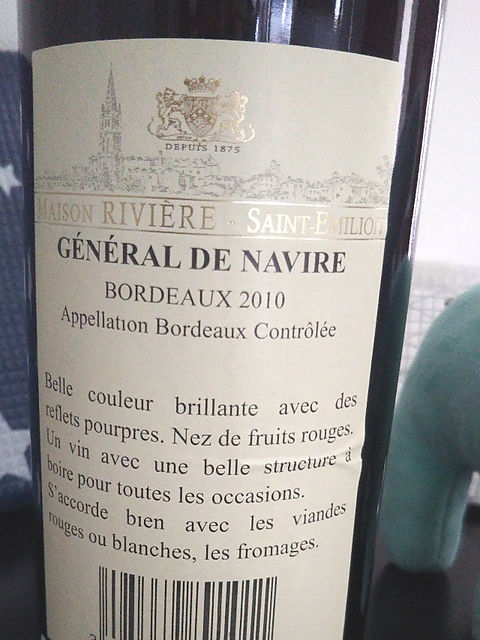 DEPUIS 1875
MAISON RIVIÈRE - SAINT-EMILION
GÉNÉRAL DE NAVIRE
BORDEAUX 2010
Appellation Bordeaux Contrôlée
Belle couleur brillante avec des
reflets pourpres. Nez de fruits rouges.
Un vin avec une belle structure à
boire pour toutes les occasions.
S'accorde bien avec les viandes
rouges ou blanches, les fromages.
3